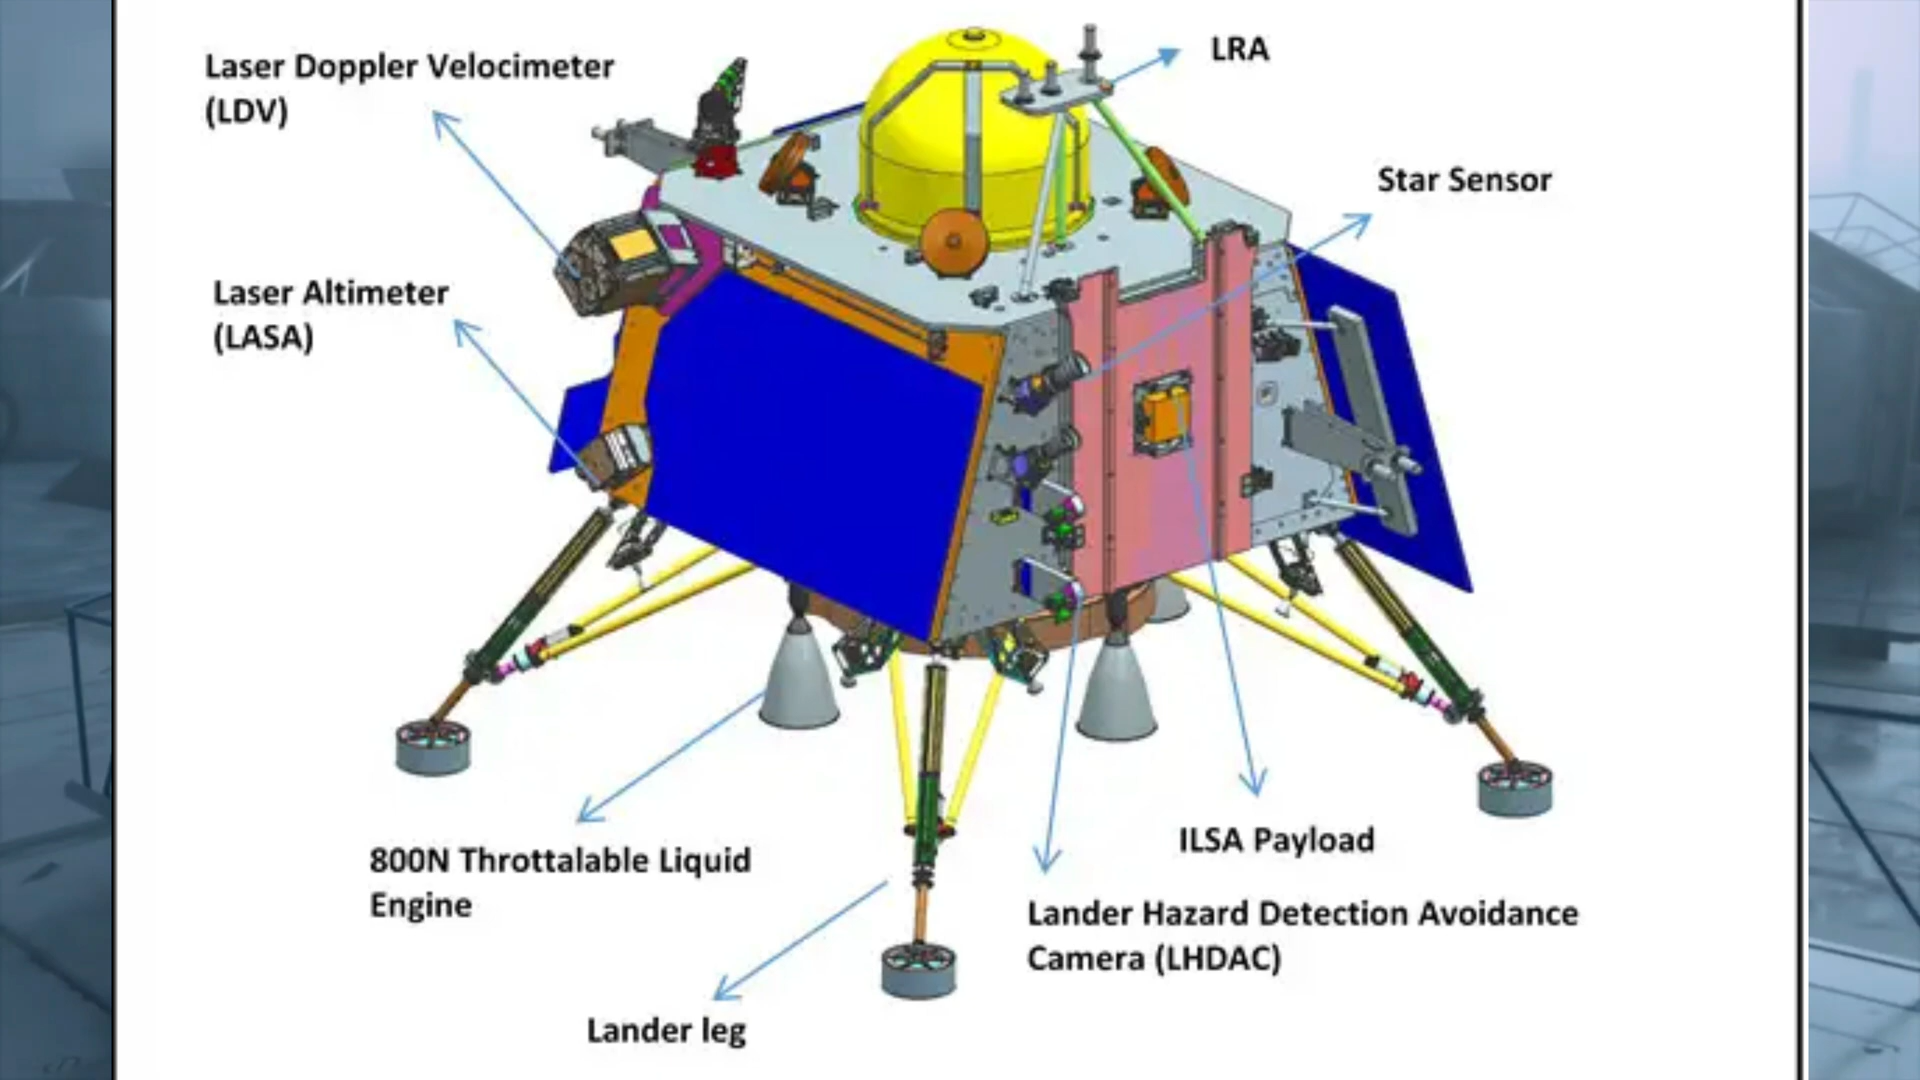 Laser Doppler Velocimeter
(LDV)
LRA
Star Sensor
Laser Altimeter
(LASA)
800N Throttalable Liquid
Engine
ILSA Payload
Lander Hazard Detection Avoidance
Camera (LHDAC)
Lander leg